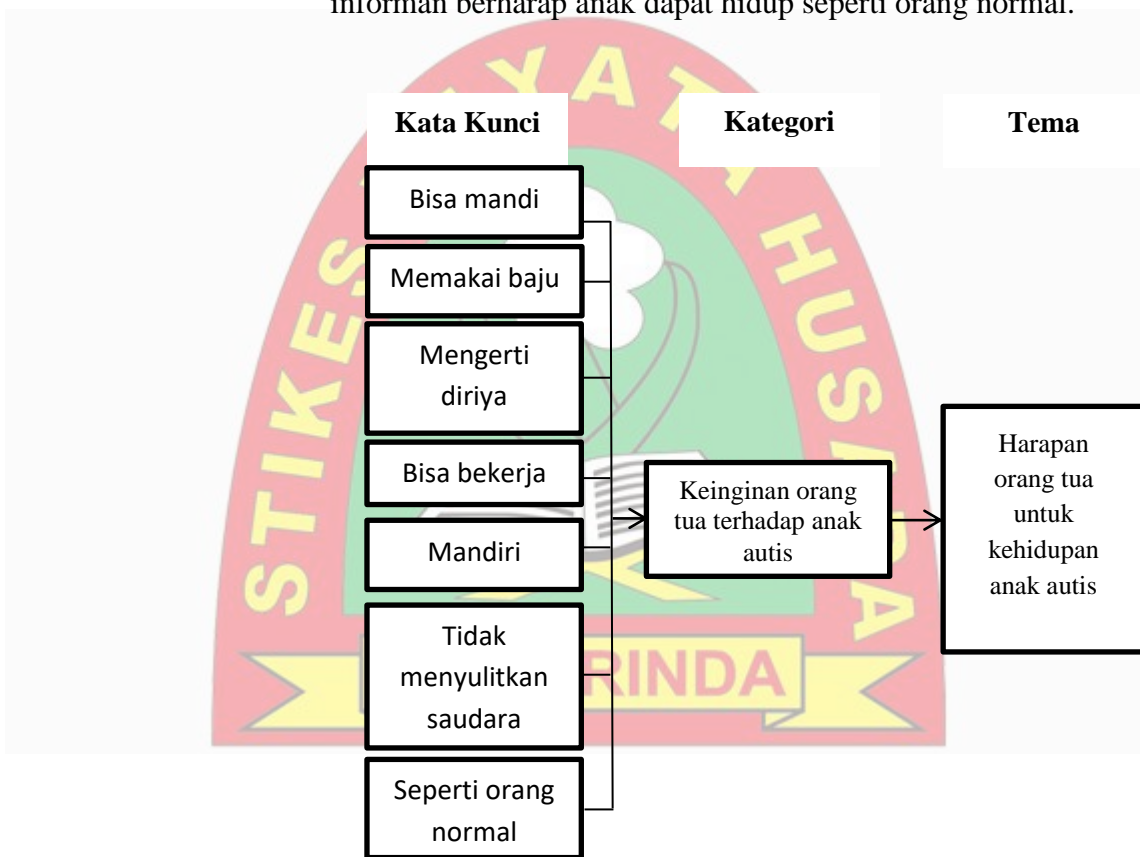 informan berharap anak dapat hidup seperti orang normal.
Kata Kunci
Kategori
Tema
Bisa mandi
Memakai baju
Mengerti
diriya
Bisa bekerja
Mandiri
Tidak
menyulitkan
saudara
Seperti orang
normal
Keinginan orang
tua terhadap anak
autis
Harapan
orang tua
untuk
kehidupan
anak autis
STIKES
YATA HUSADA
RINDA